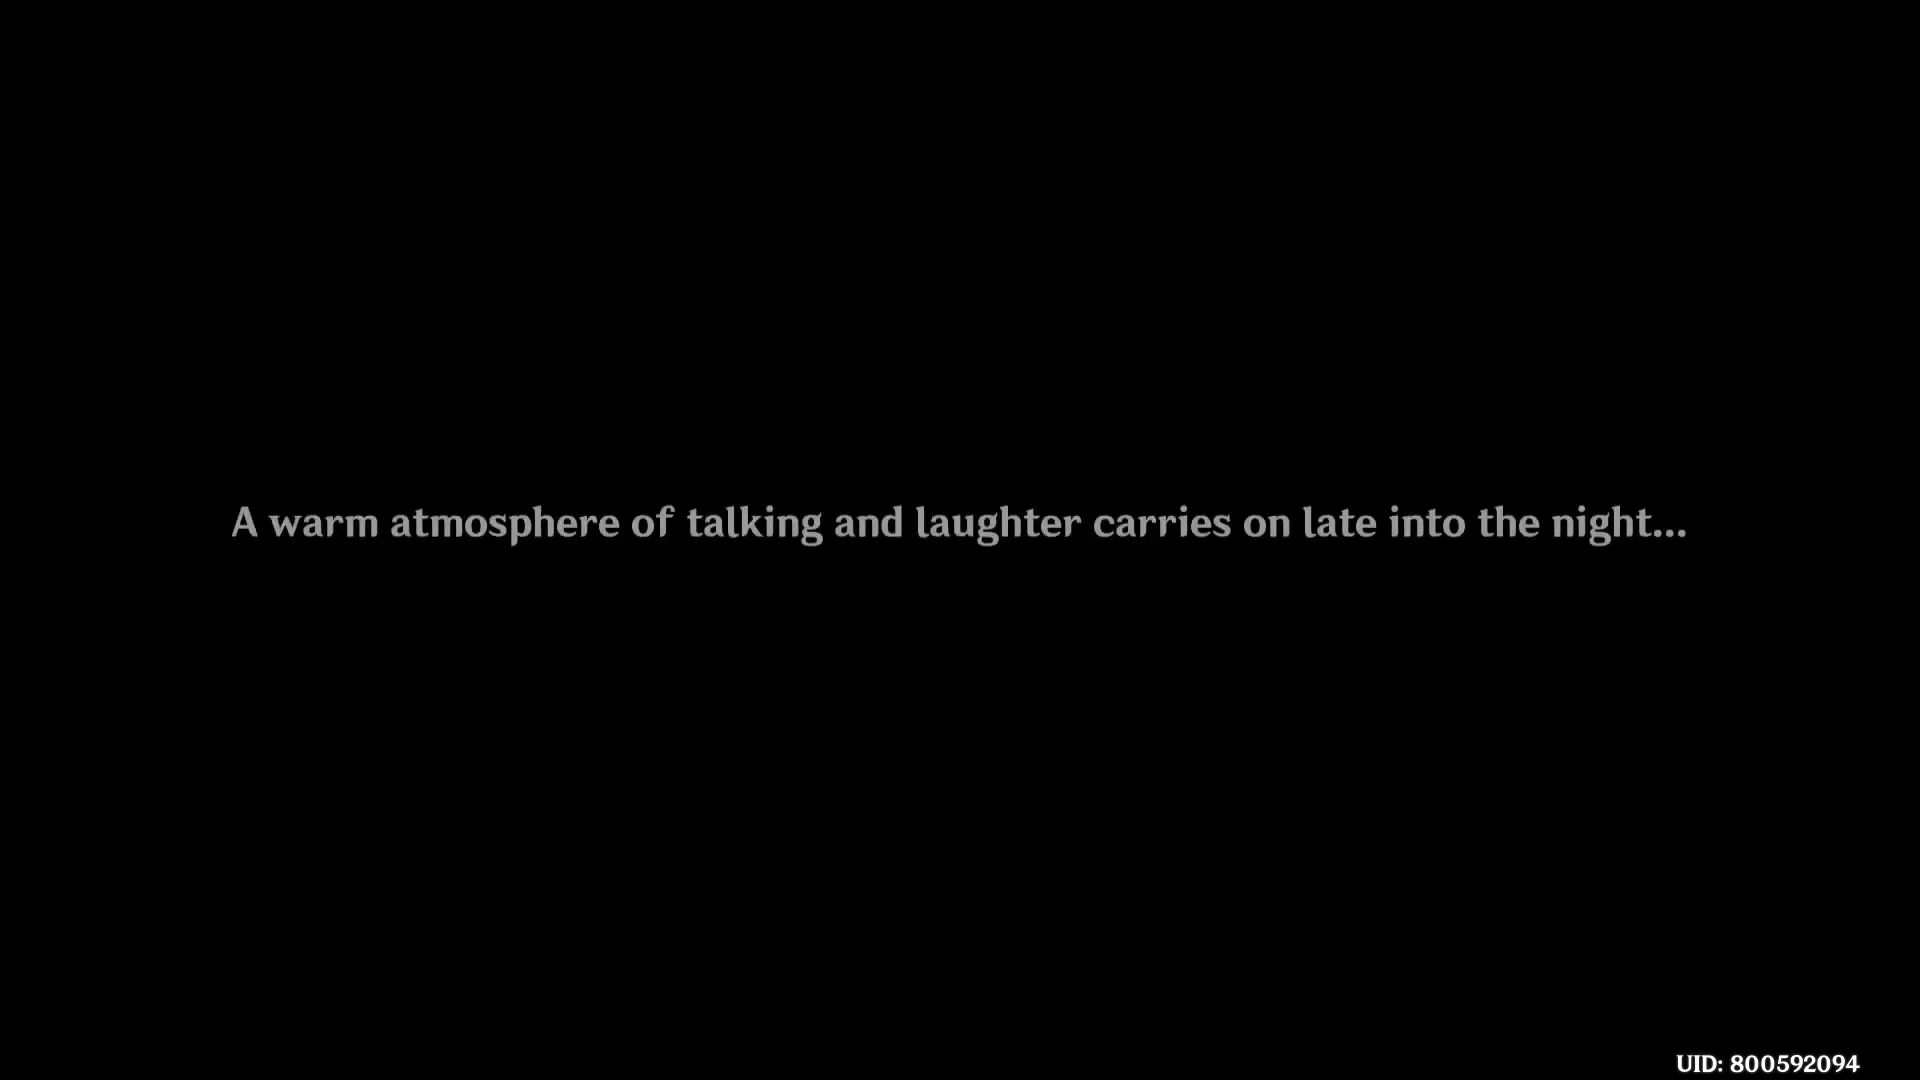 A warm atmosphere of talking and laughter carries on late into the night...
UID: 800592094